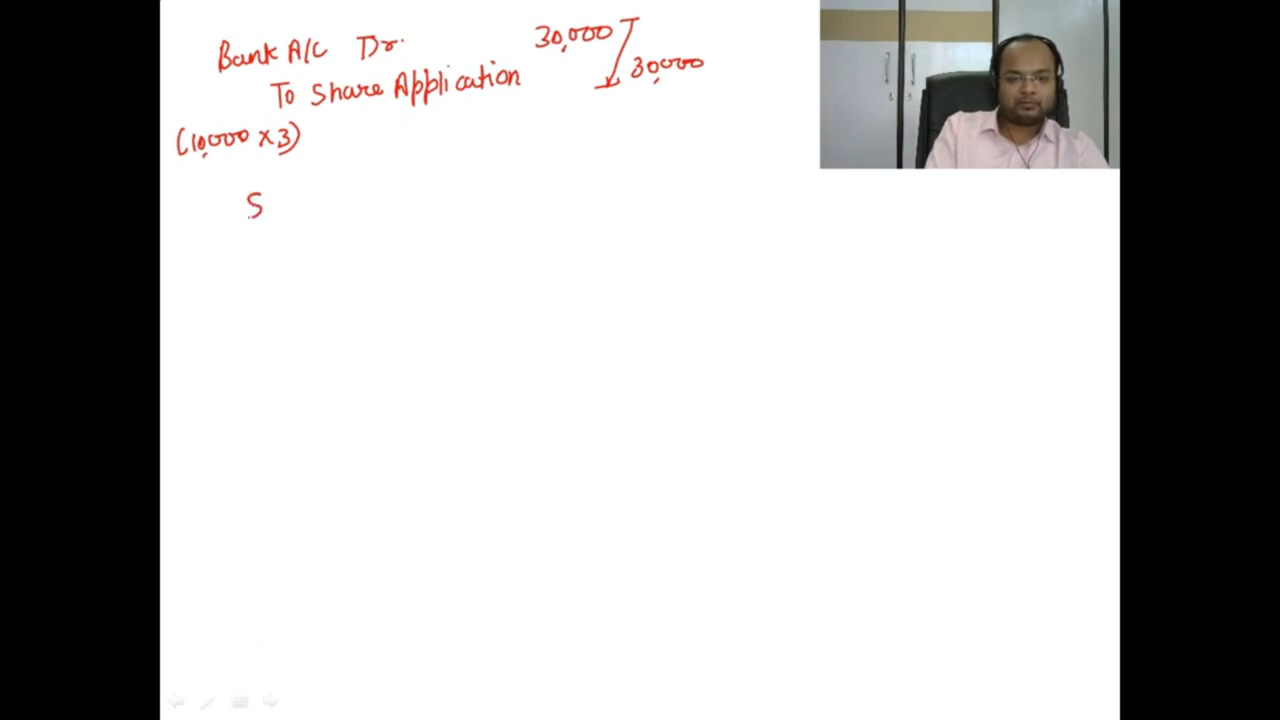 Bank A/C Dr. 30,000
To Share Application 30,000
(10,000 x 3)
S